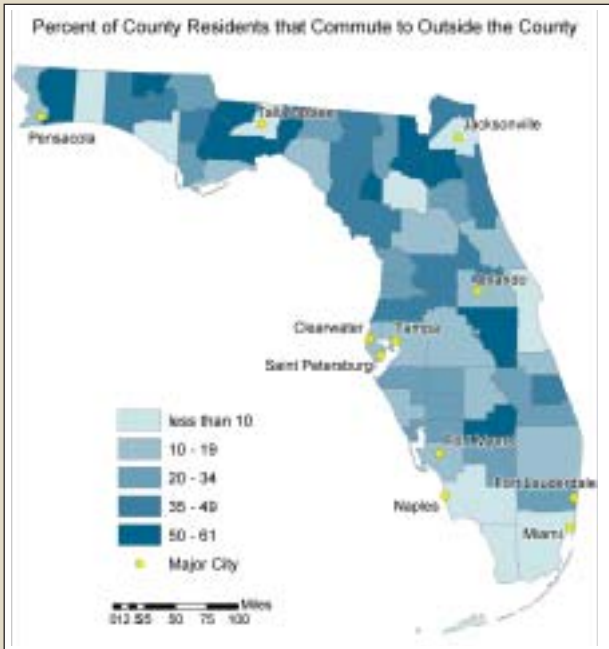 Percent of County Residents that Commute to Outside the County
Tallahassee
Jacksonville
Pensacola
Orlando
Clearwater
Tampa
Saint Petersburg
less than 10
10 - 19
20 - 34
35 - 49
50 - 61
Major City
Fort Myers
Fort Lauderdale
Naples
Miami
Miles
50 75 100